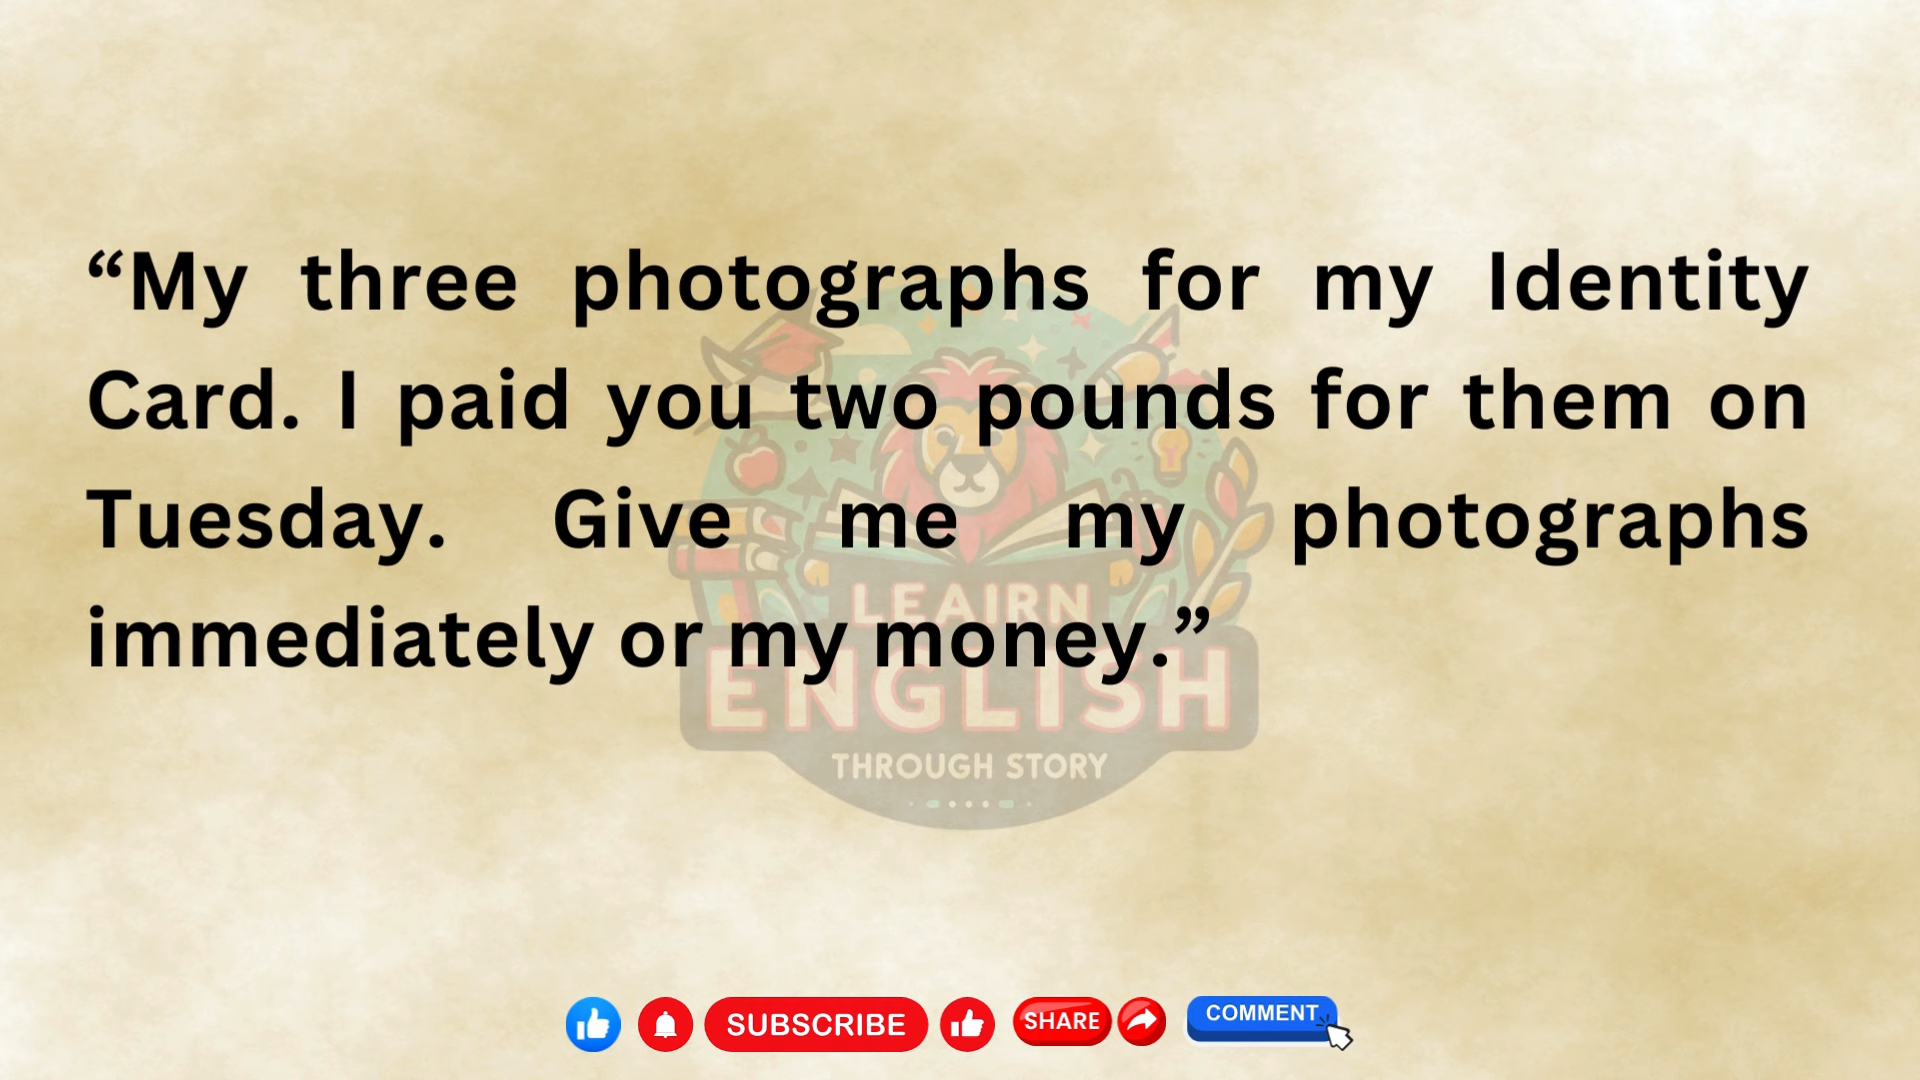 “My three photographs for my Identity
Card. I paid you two pounds for them on
Tuesday. Give me my photographs
immediately or my money.”
LEAIRN
ENGLISH
THROUGH STORY
SUBSCRIBE
SHARE
COMMENT